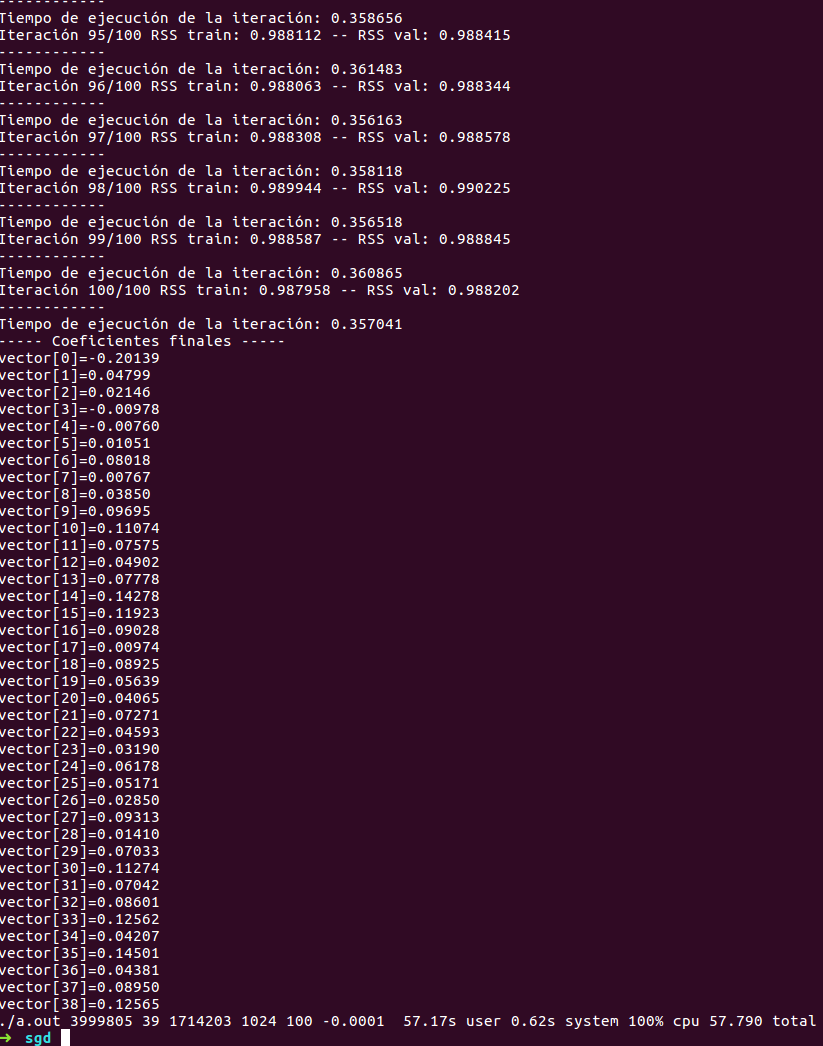 ------------
Tiempo de ejecución de la iteración: 0.358656
Iteración 95/100 RSS train: 0.988112 -- RSS val: 0.988415
------------
Tiempo de ejecución de la iteración: 0.361483
Iteración 96/100 RSS train: 0.988063 -- RSS val: 0.988344
------------
Tiempo de ejecución de la iteración: 0.356163
Iteración 97/100 RSS train: 0.988308 -- RSS val: 0.988578
------------
Tiempo de ejecución de la iteración: 0.358118
Iteración 98/100 RSS train: 0.989944 -- RSS val: 0.990225
------------
Tiempo de ejecución de la iteración: 0.356518
Iteración 99/100 RSS train: 0.988587 -- RSS val: 0.988845
------------
Tiempo de ejecución de la iteración: 0.360865
Iteración 100/100 RSS train: 0.987958 -- RSS val: 0.988202
------------
Tiempo de ejecución de la iteración: 0.357041
----- Coeficientes finales -----
vector[0]=-0.20139
vector[1]=0.04799
vector[2]=0.02146
vector[3]=-0.00978
vector[4]=-0.00760
vector[5]=0.01051
vector[6]=0.08018
vector[7]=0.00767
vector[8]=0.03850
vector[9]=0.09695
vector[10]=0.11074
vector[11]=0.07575
vector[12]=0.04902
vector[13]=0.07778
vector[14]=0.14278
vector[15]=0.11923
vector[16]=0.09028
vector[17]=0.00974
vector[18]=0.08925
vector[19]=0.05639
vector[20]=0.04065
vector[21]=0.07271
vector[22]=0.04593
vector[23]=0.03190
vector[24]=0.06178
vector[25]=0.05171
vector[26]=0.02850
vector[27]=0.09313
vector[28]=0.01410
vector[29]=0.07033
vector[30]=0.11274
vector[31]=0.07042
vector[32]=0.08601
vector[33]=0.12562
vector[34]=0.04207
vector[35]=0.14501
vector[36]=0.04381
vector[37]=0.08950
vector[38]=0.12565
./a.out 3999805 39 1714203 1024 100 -0.0001  57.17s user 0.62s system 100% cpu 57.790 total
➜  sgd